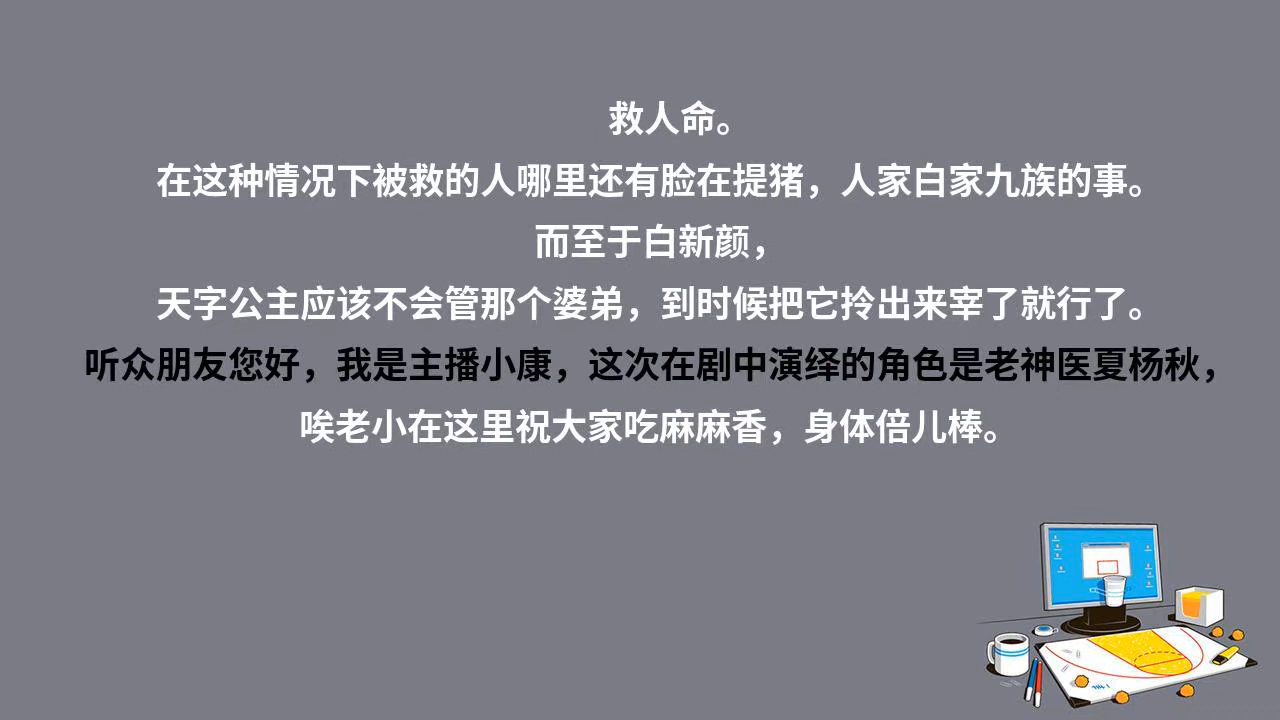 救人命。
在这种情况下被救的人哪里还有脸在提猪，人家白家九族的事。
而至于白新颜，
天字公主应该不会管那个婆弟，到时候把它拎出来宰了就行了。
听众朋友您好，我是主播小康，这次在剧中演绎的角色是老神医夏杨秋，
唉老小在这里祝大家吃麻麻香，身体倍儿棒。